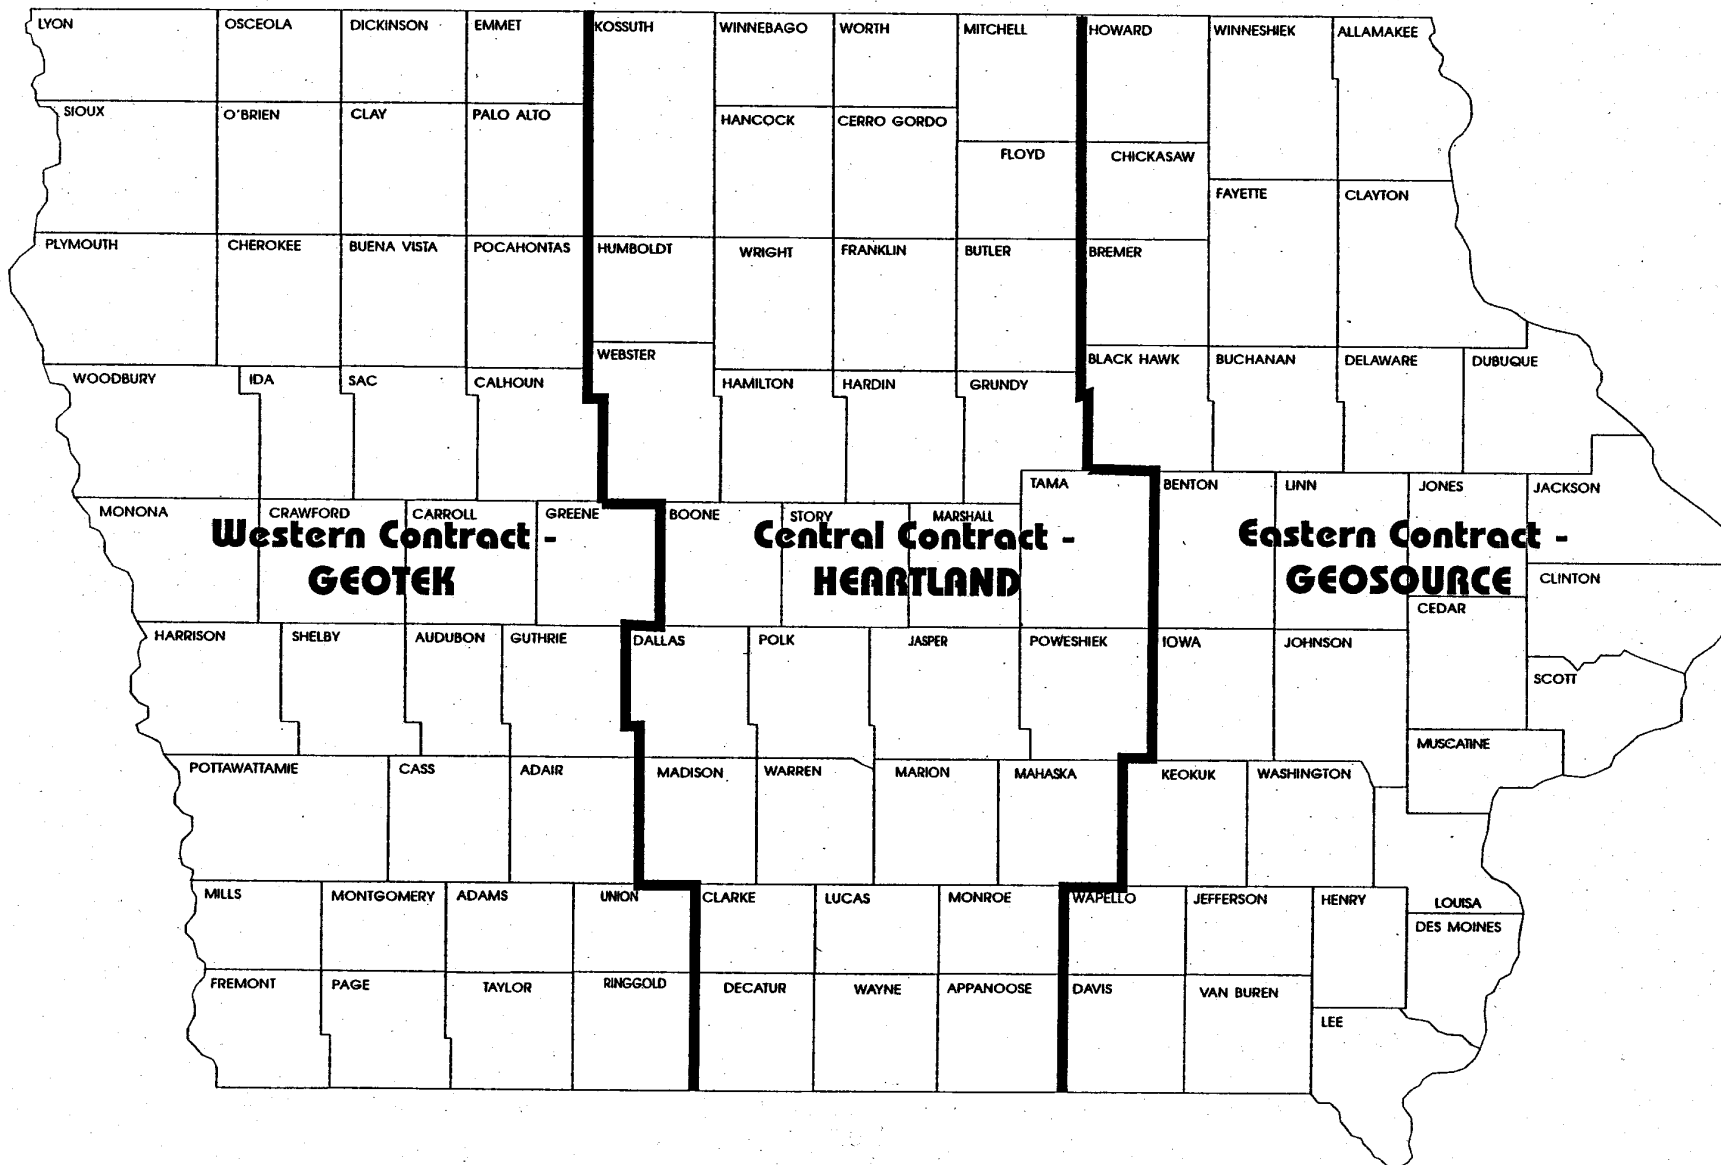 LYON OSCEOLA DICKINSON EMMET KOSSUTH WINNEBAGO WORTH MITCHELL HOWARD WINNESHIEK ALLAMAKEE
SIOUX O'BRIEN CLAY PALO ALTO HANCOCK CERRO GORDO
FLOYD CHICKASAW
FAYETTE CLAYTON
PLYMOUTH CHEROKEE BUENA VISTA POCAHONTAS HUMBOLDT WRIGHT FRANKLIN BUTLER BREMER
WEBSTER BLACK HAWK BUCHANAN DELAWARE DUBUQUE
WOODBURY IDA SAC CALHOUN HAMILTON HARDIN GRUNDY
TAMA BENTON LINN JONES JACKSON
MONONA CRAWFORD CARROLL GREENE BOONE STORY MARSHALL
Western Contract -
GEOTEK
Central Contract -
HEARTLAND
Eastern Contract -
GEOSOURCE
CLINTON
CEDAR
HARRISON SHELBY AUDUBON GUTHRIE DALLAS POLK JASPER POWESHIEK IOWA JOHNSON
SCOTT
MUSCATINE
POTTAWATTAMIE CASS ADAIR MADISON WARREN MARION MAHASKA KEOKUK WASHINGTON
MILLS MONTGOMERY ADAMS UNION CLARKE LUCAS MONROE WAPELLO JEFFERSON HENRY LOUISA
DES MOINES
FREMONT PAGE TAYLOR RINGGOLD DECATUR WAYNE APPANOOSE DAVIS VAN BUREN
LEE